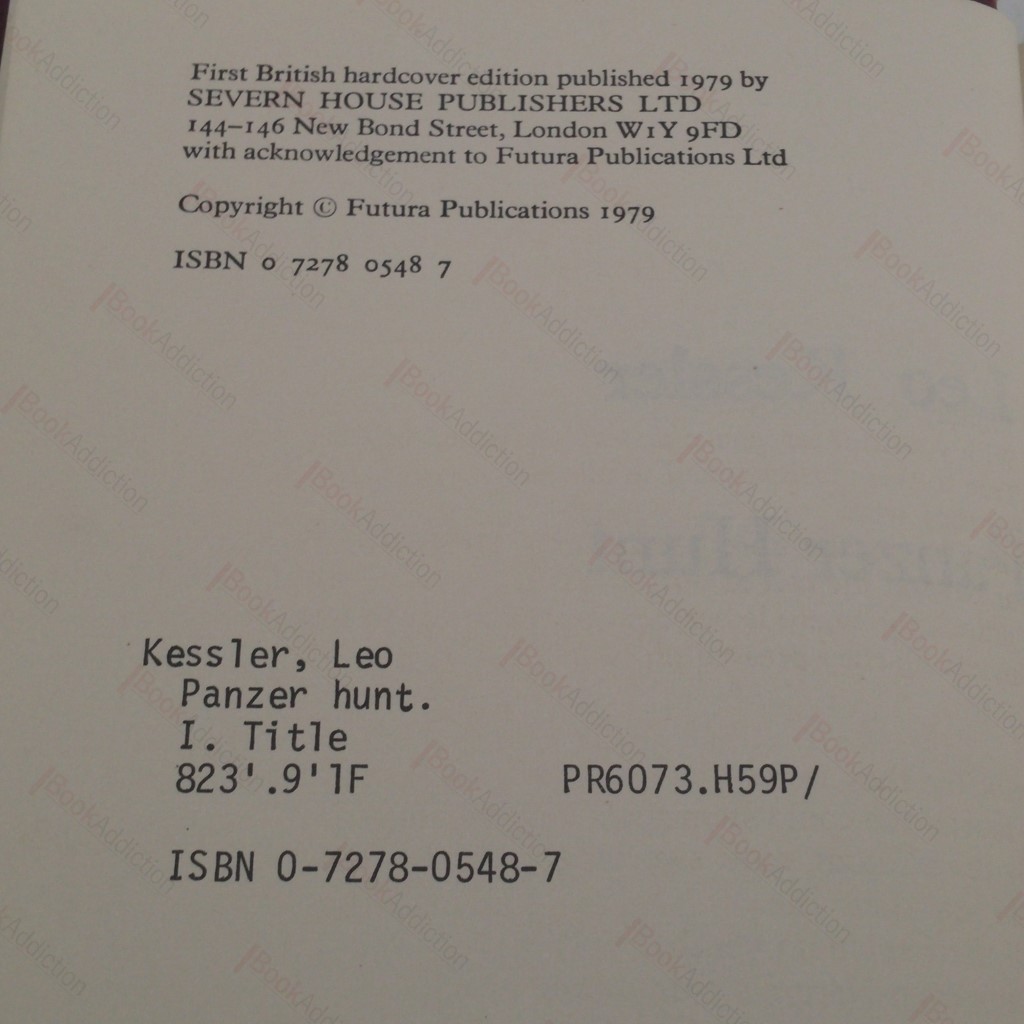 First British hardcover edition published 1979 by
SEVERN HOUSE PUBLISHERS LTD
144–146 New Bond Street, London W1Y 9FD
with acknowledgement to Futura Publications Ltd
Copyright © Futura Publications 1979
ISBN 0 7278 0548 7
Kessler, Leo
Panzer hunt.
I. Title
823'.9'1F PR6073.H59P/
ISBN 0-7278-0548-7
BookAddiction